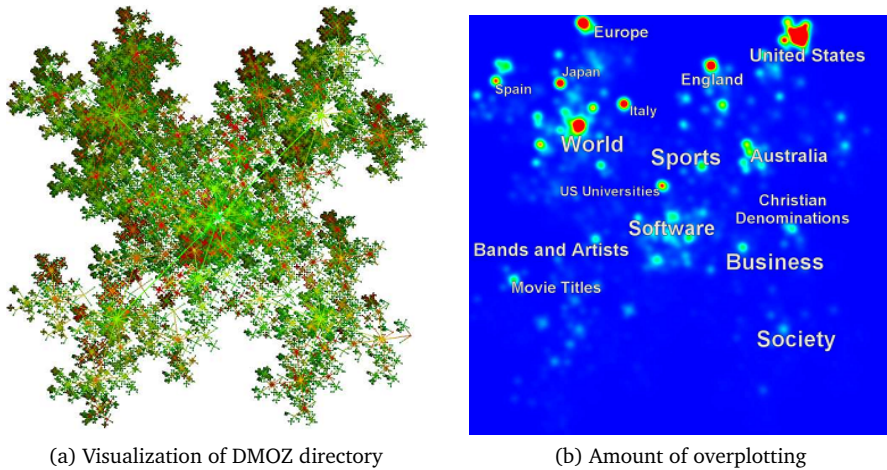 Europe
United States
Japan
England
Spain
Italy
World
Sports
Australia
US Universities
Christian
Denominations
Software
Bands and Artists
Business
Movie Titles
Society
(a) Visualization of DMOZ directory
(b) Amount of overplotting